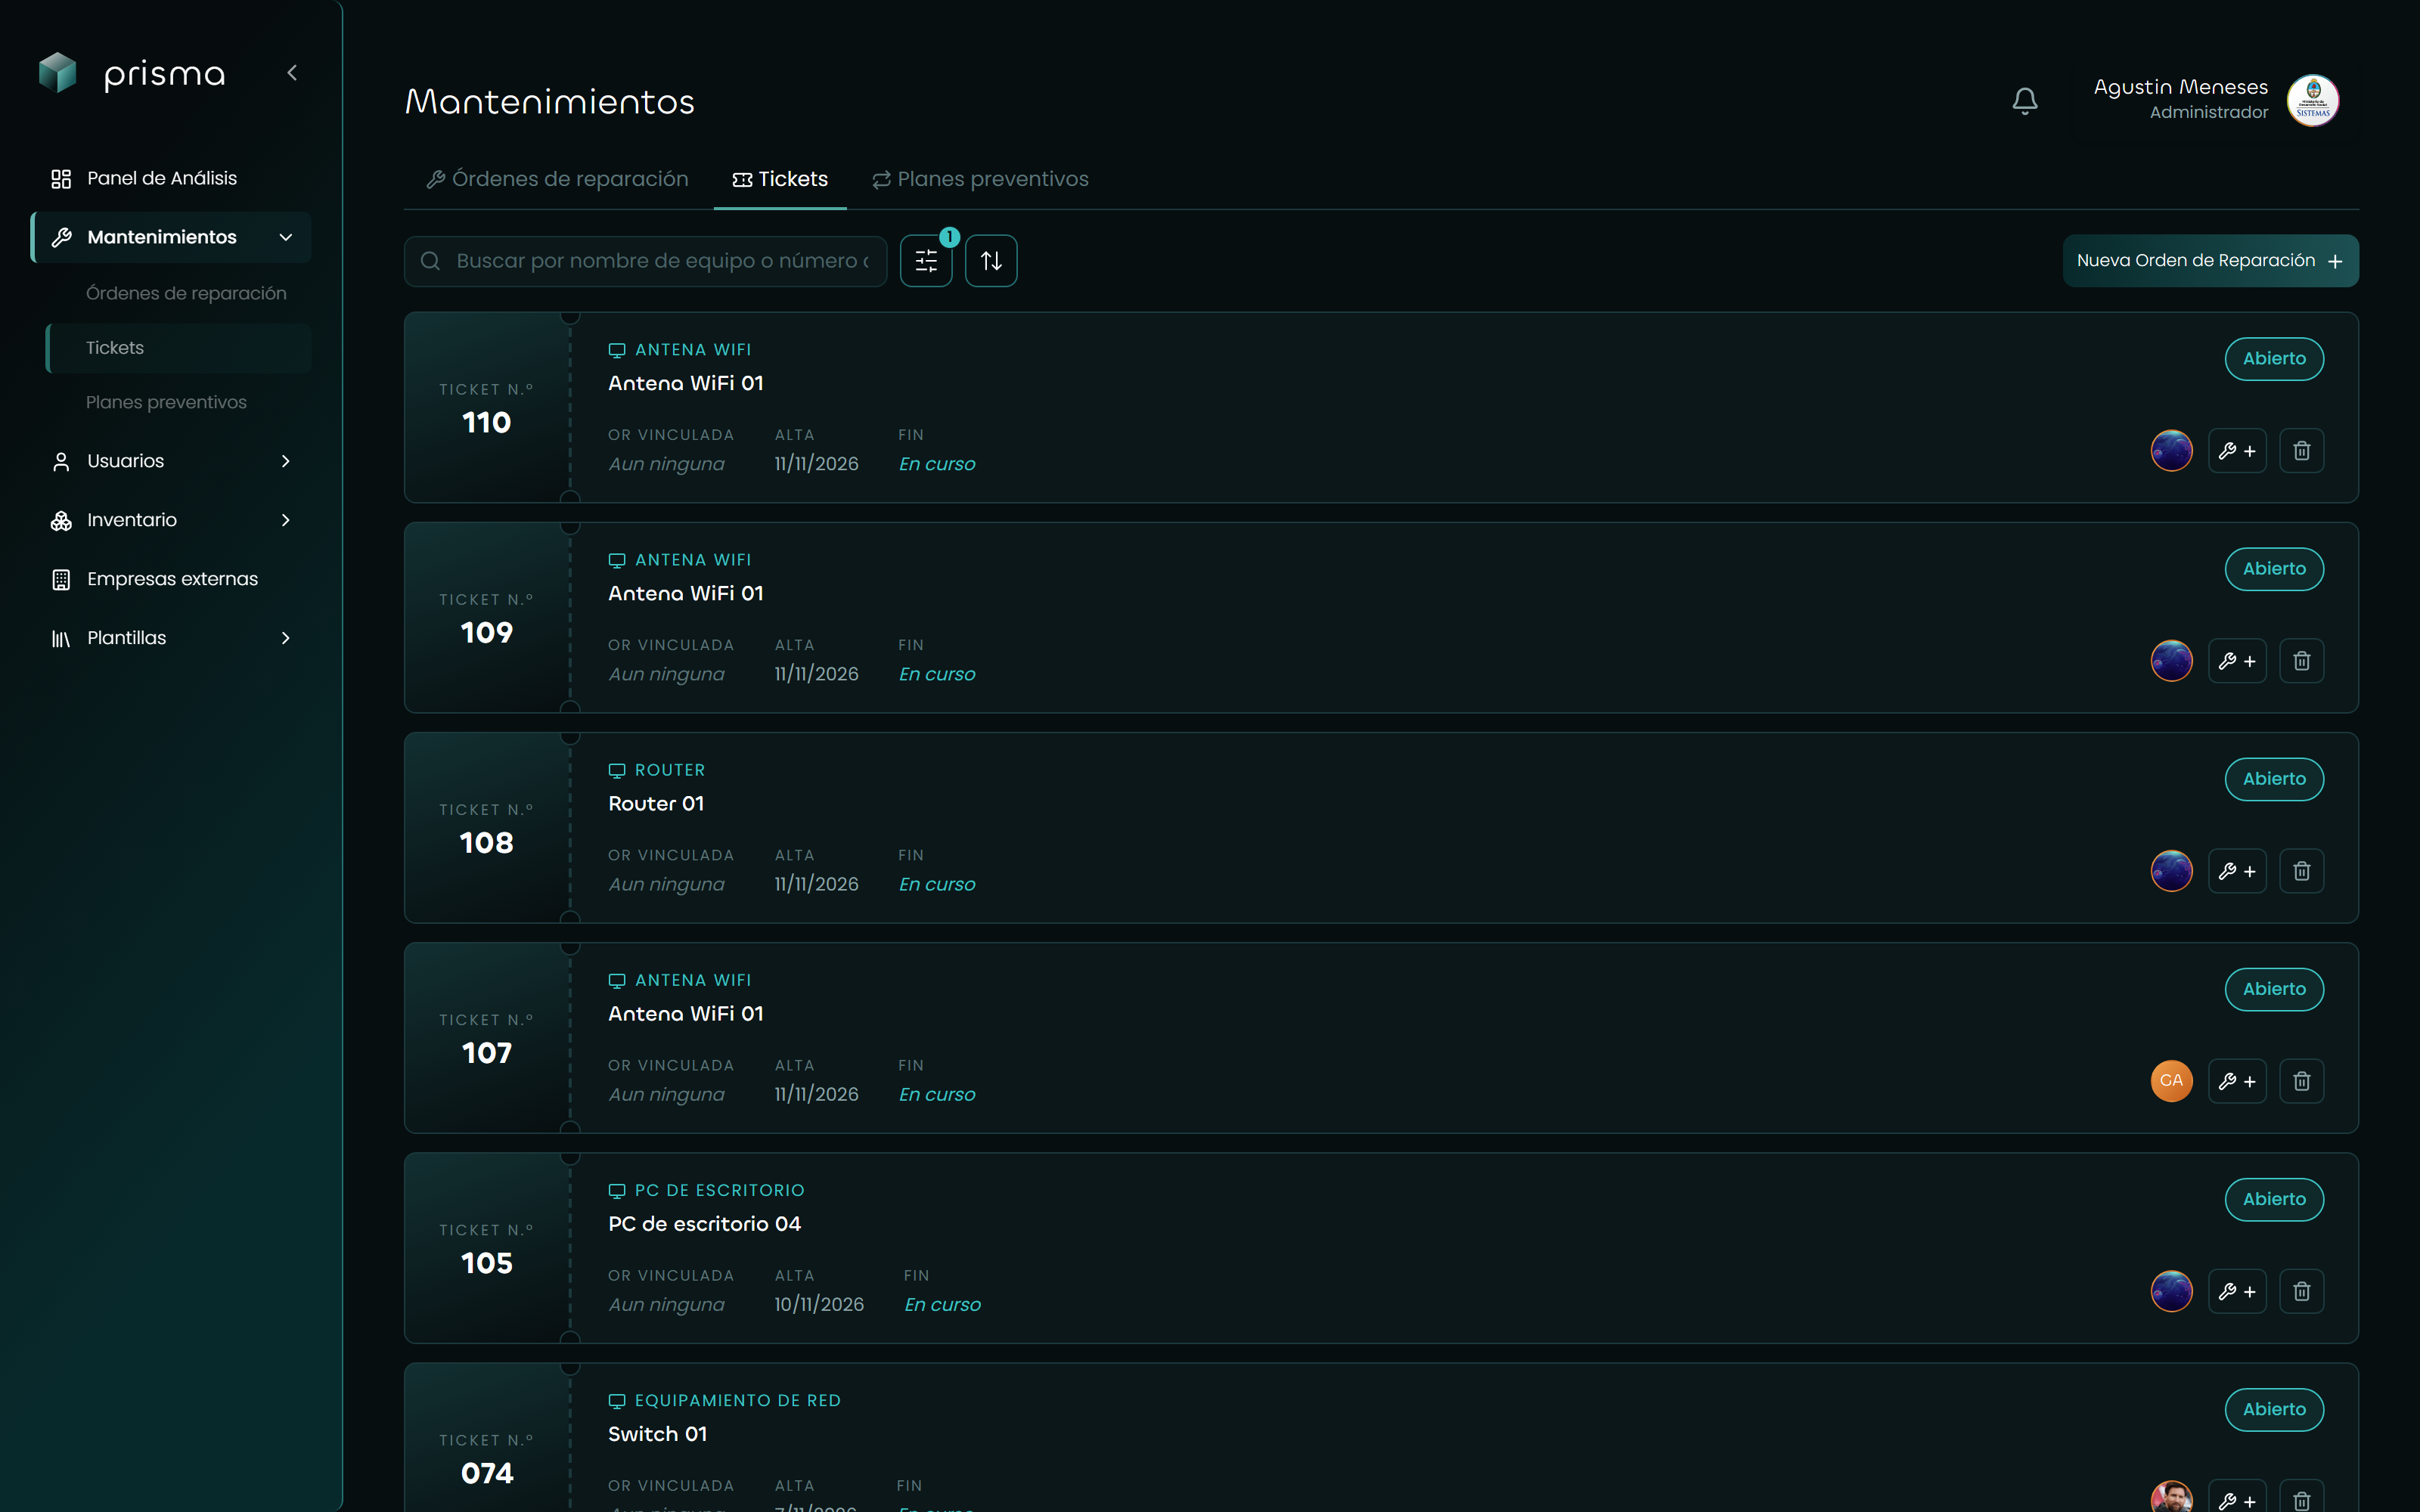 prisma
Panel de Análisis
Mantenimientos
Órdenes de reparación
Tickets
Planes preventivos
Usuarios
Inventario
Empresas externas
Plantillas
Mantenimientos
Agustin Meneses
Administrador
SISTEMAS
Órdenes de reparación
Tickets
Planes preventivos
Buscar por nombre de equipo o número
1
Nueva Orden de Reparación
TICKET N.º
110
ANTENA WIFI
Antena WiFi 01
OR VINCULADA ALTA FIN
Aun ninguna 11/11/2026 En curso
Abierto
TICKET N.º
109
ANTENA WIFI
Antena WiFi 01
OR VINCULADA ALTA FIN
Aun ninguna 11/11/2026 En curso
Abierto
TICKET N.º
108
ROUTER
Router 01
OR VINCULADA ALTA FIN
Aun ninguna 11/11/2026 En curso
Abierto
TICKET N.º
107
ANTENA WIFI
Antena WiFi 01
OR VINCULADA ALTA FIN
Aun ninguna 11/11/2026 En curso
Abierto
GA
TICKET N.º
105
PC DE ESCRITORIO
PC de escritorio 04
OR VINCULADA ALTA FIN
Aun ninguna 10/11/2026 En curso
Abierto
TICKET N.º
074
EQUIPAMIENTO DE RED
Switch 01
OR VINCULADA ALTA FIN
Abierto